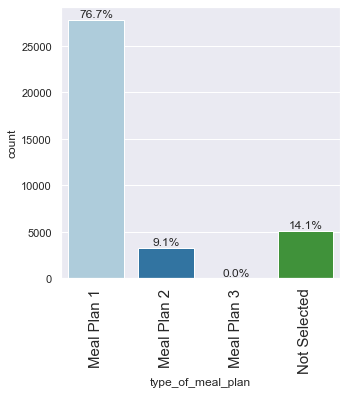 76.7%
25000
20000
15000
10000
5000
0
count
9.1%
0.0%
14.1%
Meal Plan 1
Meal Plan 2
Meal Plan 3
Not Selected
type_of_meal_plan